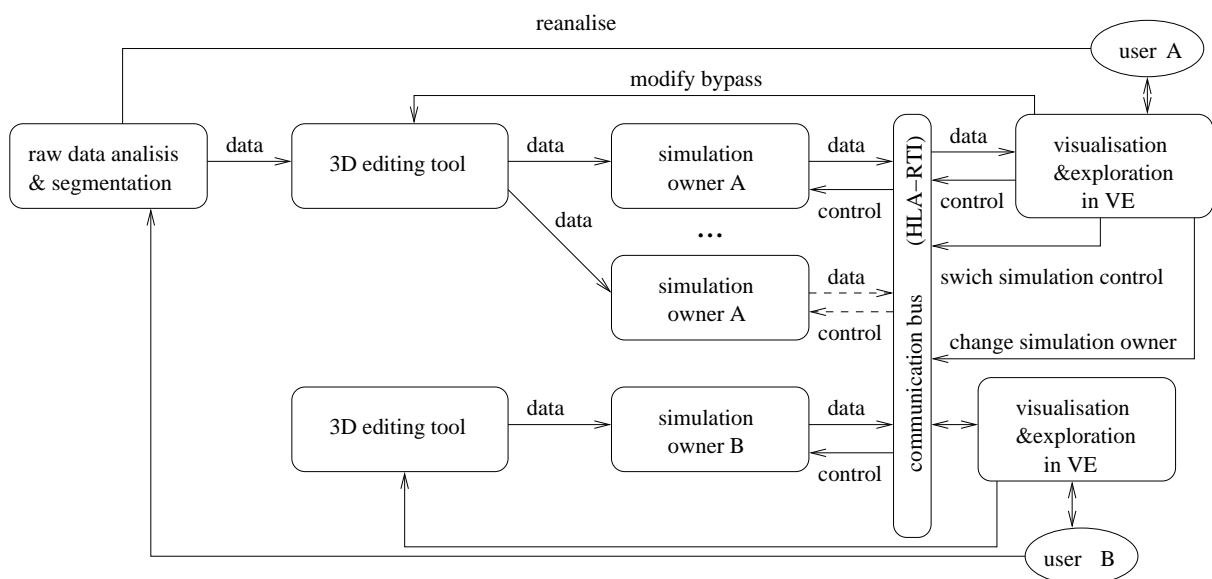 reanalise
user A
modify bypass
raw data analisis
& segmentation
data
3D editing tool
data
data
simulation
owner A
data
control
...
simulation
owner A
data
control
communication bus (HLA-RTI)
data
control
visualisation
&exploration
in VE
swich simulation control
change simulation owner
3D editing tool
data
simulation
owner B
data
control
visualisation
&exploration
in VE
user B